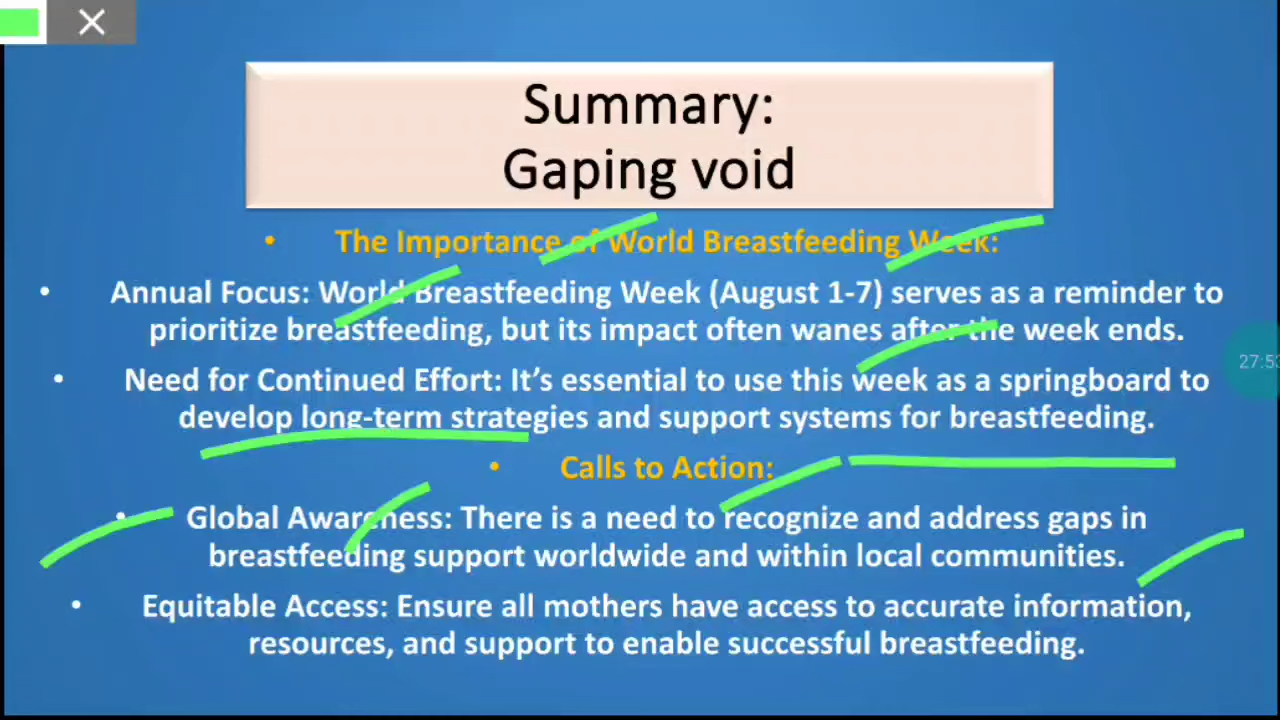 Summary:
Gaping void
• The Importance of World Breastfeeding Week:
• Annual Focus: World Breastfeeding Week (August 1-7) serves as a reminder to
prioritize breastfeeding, but its impact often wanes after the week ends.
• Need for Continued Effort: It’s essential to use this week as a springboard to
develop long-term strategies and support systems for breastfeeding.
• Calls to Action:
• Global Awareness: There is a need to recognize and address gaps in
breastfeeding support worldwide and within local communities.
• Equitable Access: Ensure all mothers have access to accurate information,
resources, and support to enable successful breastfeeding.